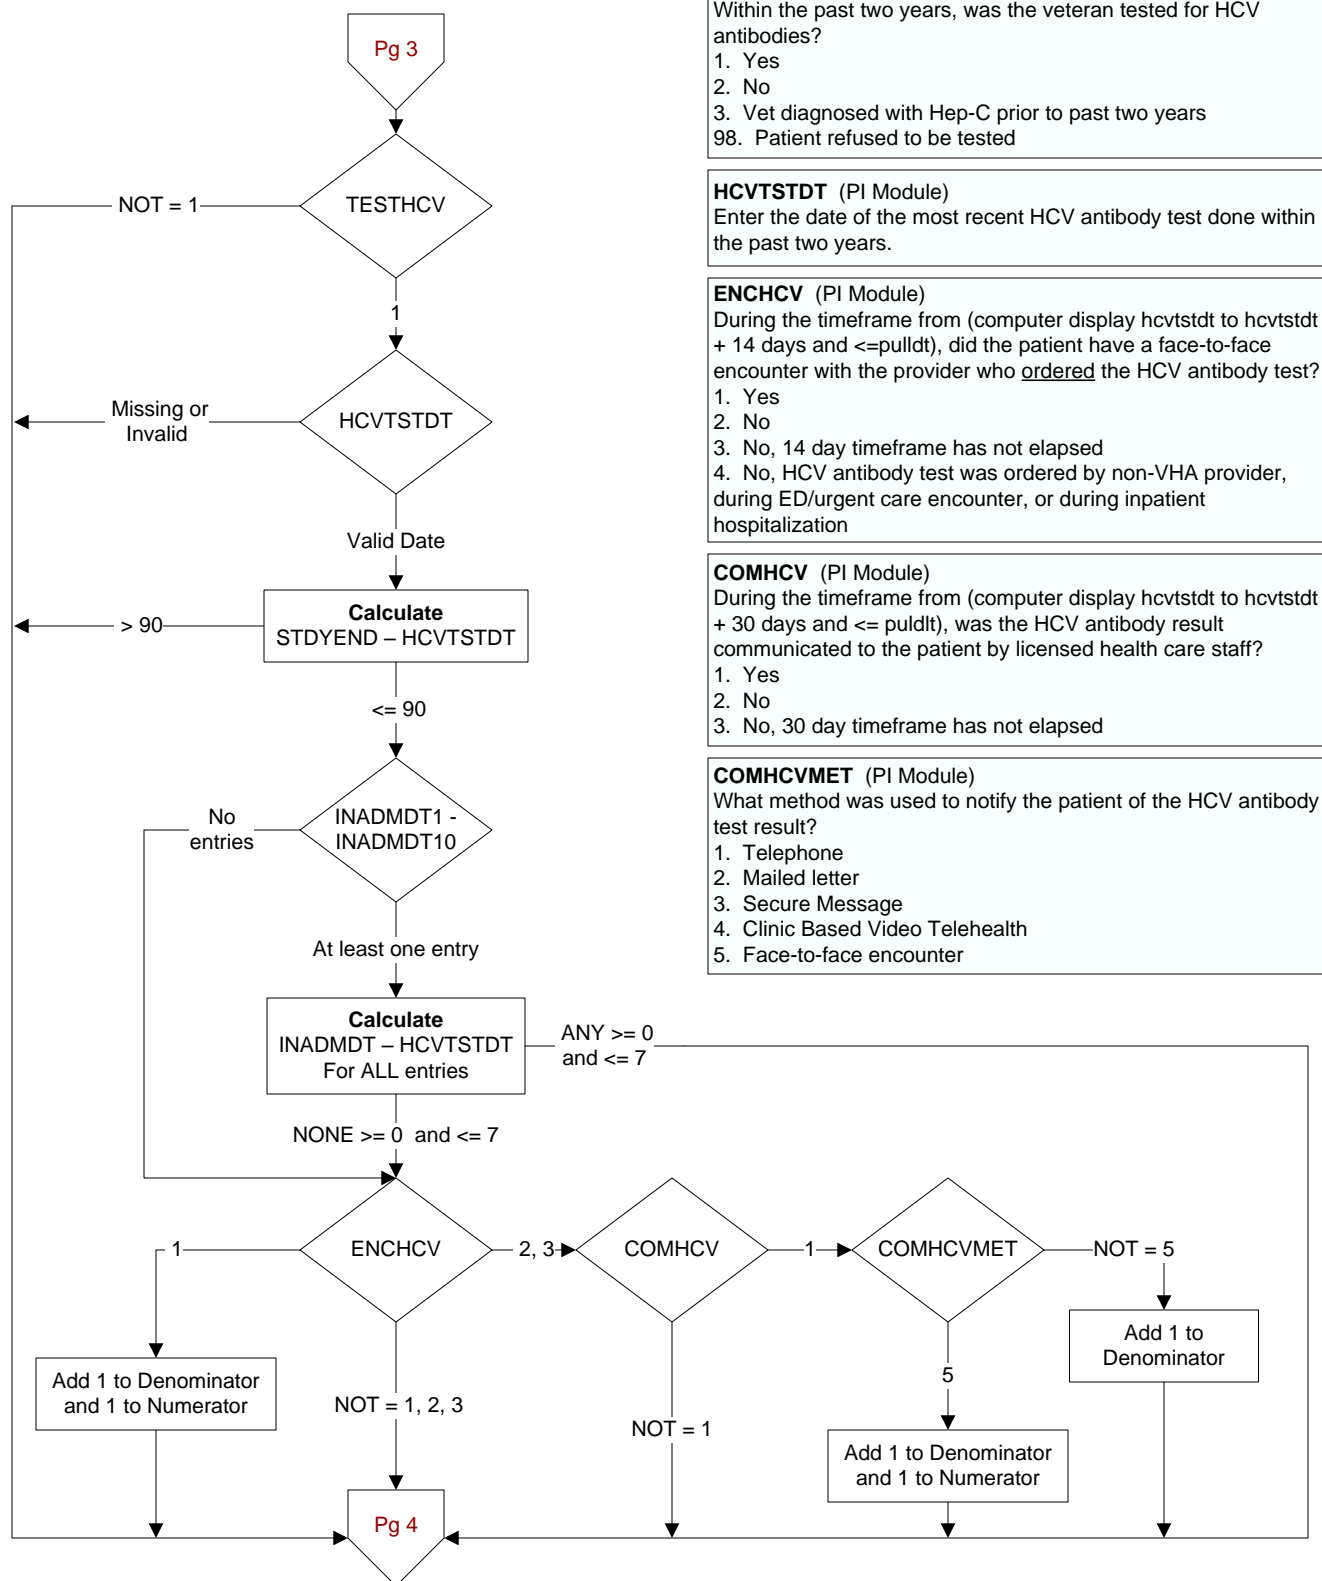 Pg 3
TESTHCV
NOT = 1
1
HCVTSTDT
Missing or
Invalid
Valid Date
Calculate
STDYEND – HCVTSTDT
> 90
<= 90
INADMDT1 -
INADMDT10
No
entries
At least one entry
Calculate
INADMDT – HCVTSTDT
For ALL entries
ANY >= 0
and <= 7
NONE >= 0 and <= 7
ENCHCV
1
2, 3
COMHCV
1
COMHCVMET
NOT = 5
Add 1 to
Denominator
5
Add 1 to Denominator
and 1 to Numerator
NOT = 1, 2, 3
NOT = 1
Add 1 to Denominator
and 1 to Numerator
Pg 4
Within the past two years, was the veteran tested for HCV
antibodies?
1. Yes
2. No
3. Vet diagnosed with Hep-C prior to past two years
98. Patient refused to be tested
HCVTSTDT (PI Module)
Enter the date of the most recent HCV antibody test done within
the past two years.
ENCHCV (PI Module)
During the timeframe from (computer display hcvtstdt to hcvtstdt
+ 14 days and <=pulldt), did the patient have a face-to-face
encounter with the provider who ordered the HCV antibody test?
1. Yes
2. No
3. No, 14 day timeframe has not elapsed
4. No, HCV antibody test was ordered by non-VHA provider,
during ED/urgent care encounter, or during inpatient
hospitalization
COMHCV (PI Module)
During the timeframe from (computer display hcvtstdt to hcvtstdt
+ 30 days and <= puldlt), was the HCV antibody result
communicated to the patient by licensed health care staff?
1. Yes
2. No
3. No, 30 day timeframe has not elapsed
COMHCVMET (PI Module)
What method was used to notify the patient of the HCV antibody
test result?
1. Telephone
2. Mailed letter
3. Secure Message
4. Clinic Based Video Telehealth
5. Face-to-face encounter